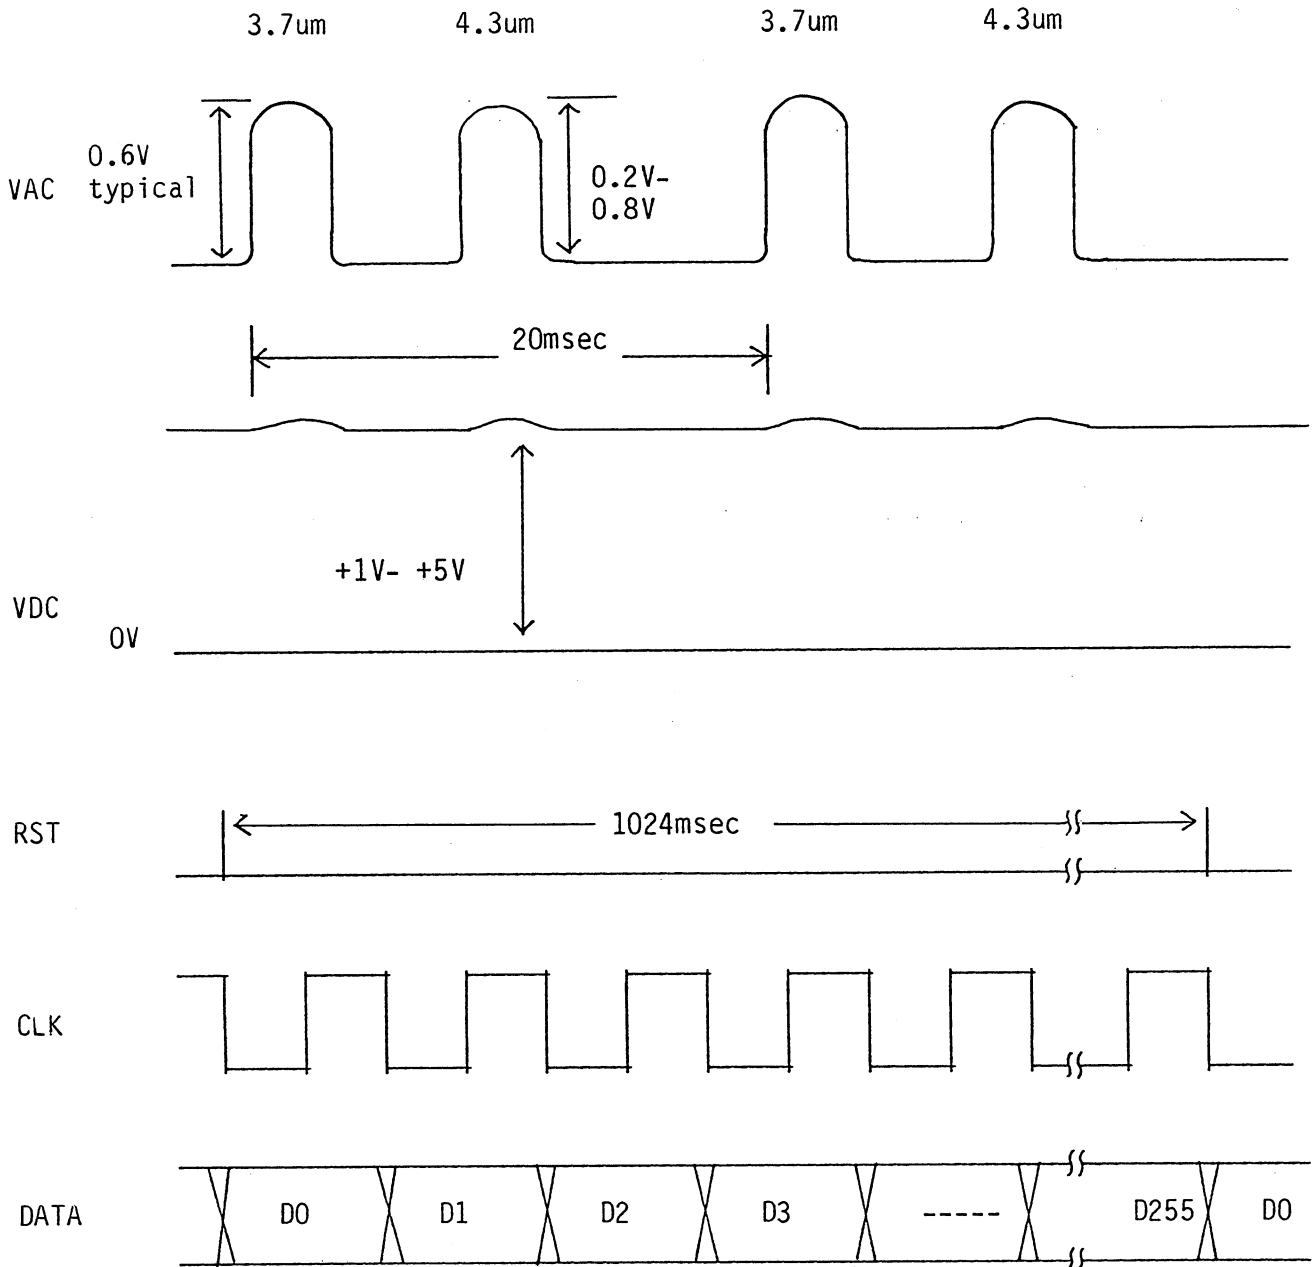 3.7um 4.3um 3.7um 4.3um
0.6V
typical
VAC
0.2V-
0.8V
20msec
+1V- +5V
VDC
0V
RST
1024msec
CLK
DATA D0 D1 D2 D3 ----- D255 D0